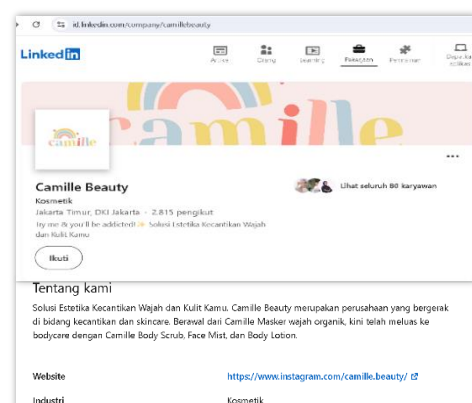 id.linkedin.com/company/camillebeauty
Linked in
Artikel Orang Learning Pekerjaan Permainan
camille
camille
Camille Beauty
Kosmetik
Jakarta Timur, DKI Jakarta · 2,815 pengikut
Lihat seluruh 80 karyawan
Try me & you'll be addicted! Solusi Estetika Kecantikan Wajah
dan Kulit Kamu
Ikuti
Tentang kami
Solusi Estetika Kecantikan Wajah dan Kulit Kamu. Camille Beauty merupakan perusahaan yang bergerak
di bidang kecantikan dan skincare. Berawal dari Camille Masker wajah organik, kini telah meluas ke
bodycare dengan Camille Body Scrub, Face Mist, dan Body Lotion.
Website https://www.instagram.com/camille.beauty/
Industri Kosmetik